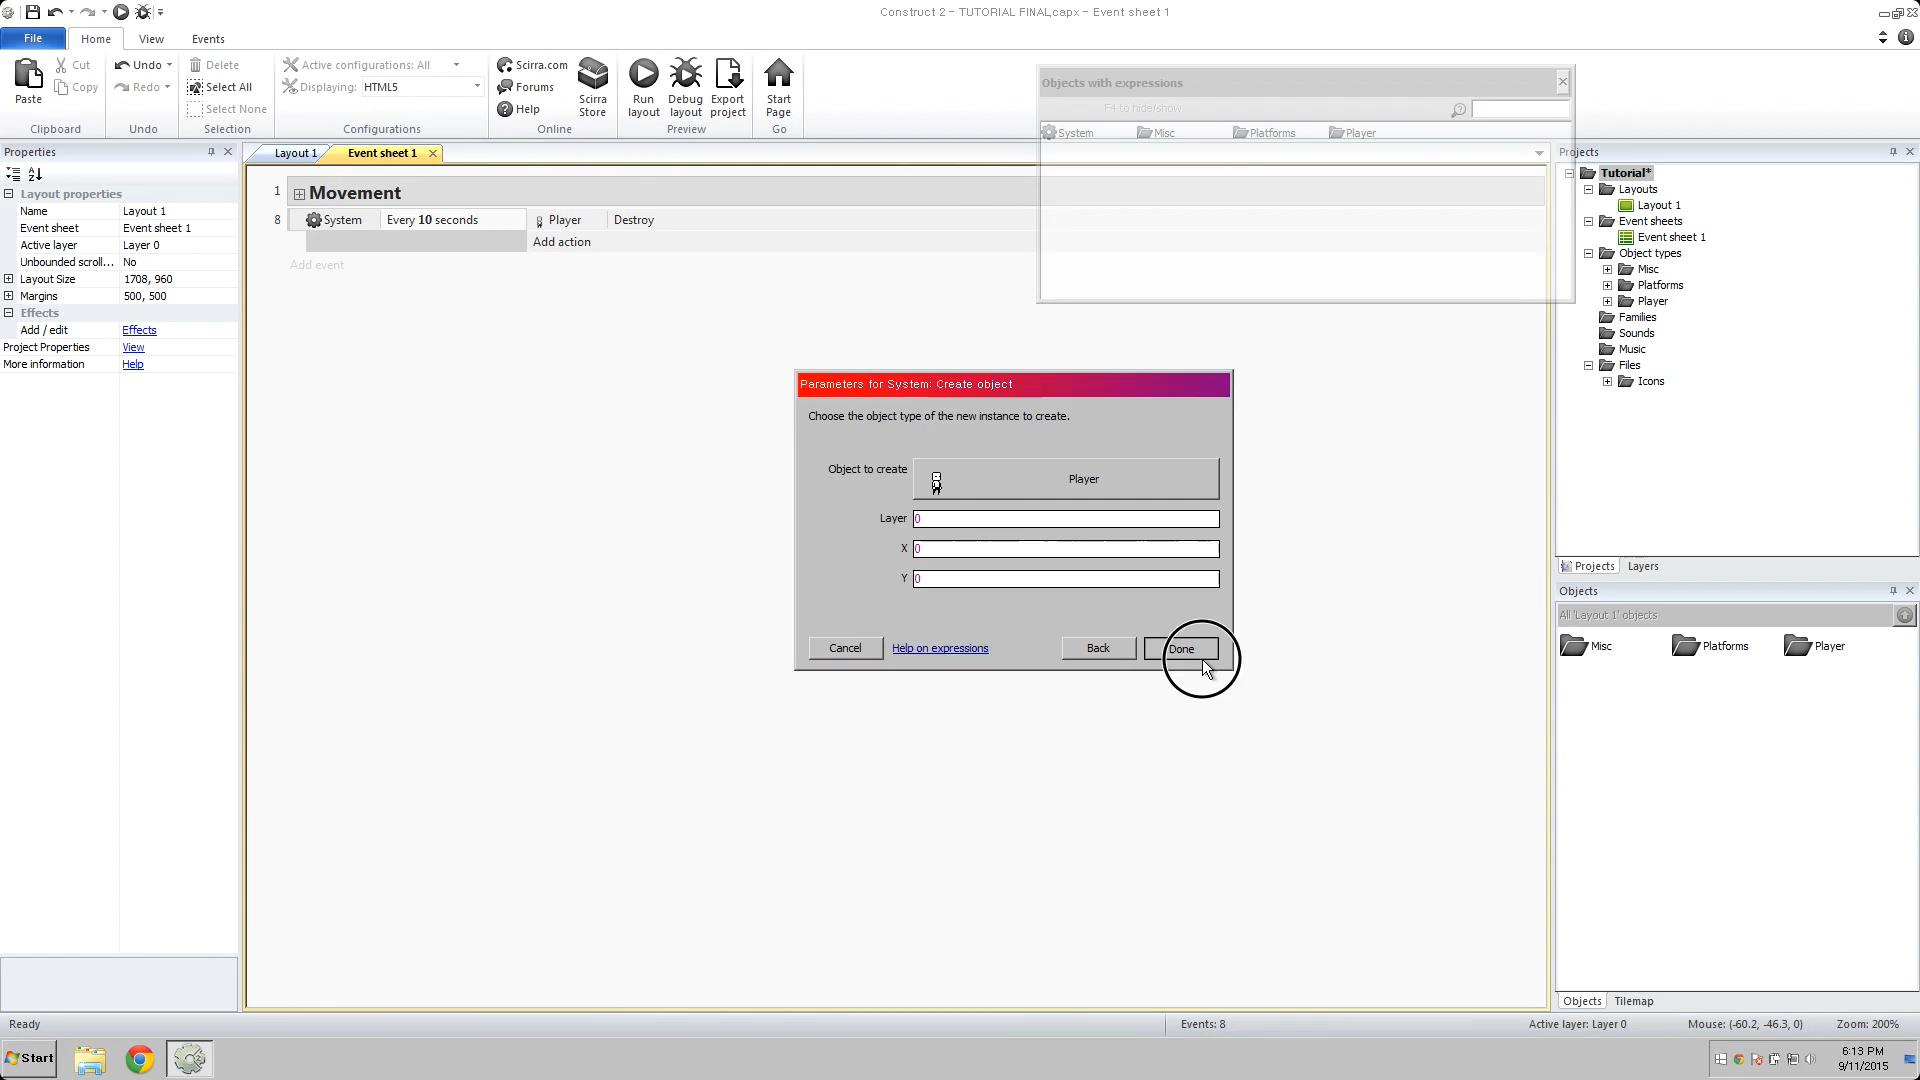 Construct 2 - TUTORIAL FINAL.capx - Event sheet 1
File
Home
View
Events
Paste
Cut
Copy
Clipboard
Undo
Redo
Undo
Delete
Select All
Select None
Selection
Active configurations: All
Displaying: HTML5
Configurations
Scirra.com
Forums
Help
Scirra Store
Online
Run layout
Debug layout
Export project
Preview
Start Page
Go
Objects with expressions
F4 to hide/show
System
Misc
Platforms
Player
Properties
Layout properties
Name Layout 1
Event sheet Event sheet 1
Active layer Layer 0
Unbounded scroll... No
Layout Size 1708, 960
Margins 500, 500
Effects
Add / edit Effects
Project Properties View
More information Help
Layout 1
Event sheet 1
1 Movement
8 System Every 10 seconds Player Destroy
Add action
Add event
Parameters for System: Create object
Choose the object type of the new instance to create.
Object to create Player
Layer 0
X 0
Y 0
Cancel
Help on expressions
Back
Done
Projects
Tutorial*
Layouts
Layout 1
Event sheets
Event sheet 1
Object types
Misc
Platforms
Player
Families
Sounds
Music
Files
Icons
Projects
Layers
Objects
All 'Layout 1' objects
Misc
Platforms
Player
Objects
Tilemap
Ready
Events: 8
Active layer: Layer 0
Mouse: (-60.2, -46.3, 0)
Zoom: 200%
Start
6:13 PM
9/11/2015